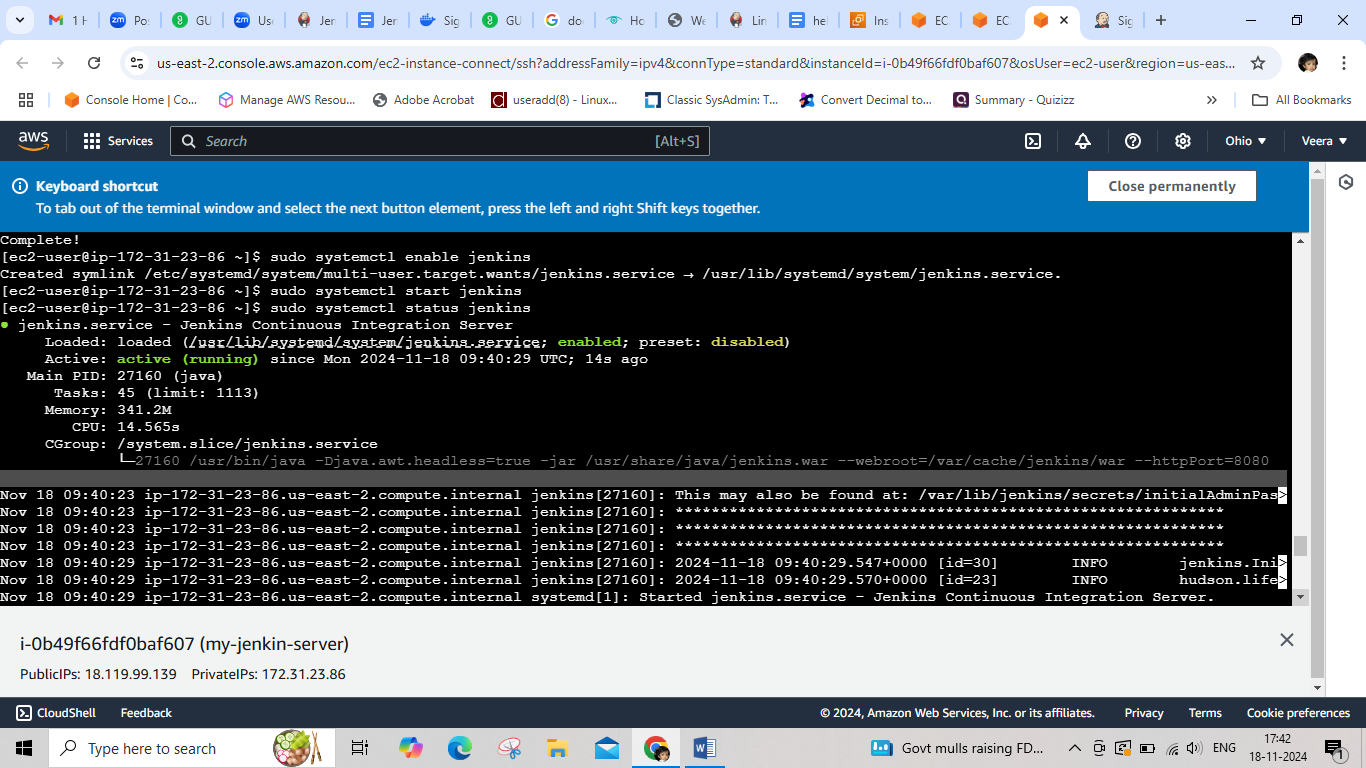 1 H
Pos
GU
Use
Jen
Jen
Sig
GU
doc
Ho
We
Lin
hel
Ins
EC
EC
Sig
us-east-2.console.aws.amazon.com/ec2-instance-connect/ssh?addressFamily=ipv4&connType=standard&instanceId=i-0b49f66fdf0baf607&osUser=ec2-user&region=us-eas...
Console Home | Co...
Manage AWS Resou...
Adobe Acrobat
useradd(8) - Linux...
Classic SysAdmin: T...
Convert Decimal to...
Summary - Quizizz
»
All Bookmarks
aws
Services
Search
[Alt+S]
Ohio
Veera
Keyboard shortcut
To tab out of the terminal window and select the next button element, press the left and right Shift keys together.
Close permanently
Complete!
[ec2-user@ip-172-31-23-86 ~]$ sudo systemctl enable jenkins
Created symlink /etc/systemd/system/multi-user.target.wants/jenkins.service → /usr/lib/systemd/system/jenkins.service.
[ec2-user@ip-172-31-23-86 ~]$ sudo systemctl start jenkins
[ec2-user@ip-172-31-23-86 ~]$ sudo systemctl status jenkins
● jenkins.service - Jenkins Continuous Integration Server
Loaded: loaded (/usr/lib/systemd/system/jenkins.service; enabled; preset: disabled)
Active: active (running) since Mon 2024-11-18 09:40:29 UTC; 14s ago
Main PID: 27160 (java)
Tasks: 45 (limit: 1113)
Memory: 341.2M
CPU: 14.565s
CGroup: /system.slice/jenkins.service
└─27160 /usr/bin/java -Djava.awt.headless=true -jar /usr/share/java/jenkins.war --webroot=/var/cache/jenkins/war --httpPort=8080
Nov 18 09:40:23 ip-172-31-23-86.us-east-2.compute.internal jenkins[27160]: This may also be found at: /var/lib/jenkins/secrets/initialAdminPas>
Nov 18 09:40:23 ip-172-31-23-86.us-east-2.compute.internal jenkins[27160]: *************************************************************
Nov 18 09:40:23 ip-172-31-23-86.us-east-2.compute.internal jenkins[27160]: *************************************************************
Nov 18 09:40:23 ip-172-31-23-86.us-east-2.compute.internal jenkins[27160]: *************************************************************
Nov 18 09:40:29 ip-172-31-23-86.us-east-2.compute.internal jenkins[27160]: 2024-11-18 09:40:29.547+0000 [id=30] INFO jenkins.Ini>
Nov 18 09:40:29 ip-172-31-23-86.us-east-2.compute.internal jenkins[27160]: 2024-11-18 09:40:29.570+0000 [id=23] INFO hudson.life>
Nov 18 09:40:29 ip-172-31-23-86.us-east-2.compute.internal systemd[1]: Started jenkins.service - Jenkins Continuous Integration Server.
i-0b49f66fdf0baf607 (my-jenkin-server)
PublicIPs: 18.119.99.139 PrivateIPs: 172.31.23.86
CloudShell
Feedback
© 2024, Amazon Web Services, Inc. or its affiliates.
Privacy
Terms
Cookie preferences
Type here to search
Govt mulls raising FD...
ENG
17:42
18-11-2024
1